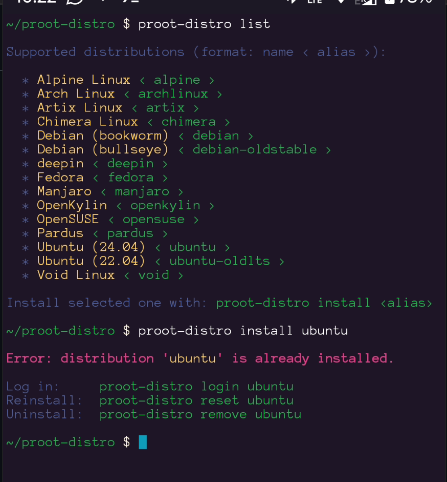 ~/proot-distro $ proot-distro list
Supported distributions (format: name < alias >):
* Alpine Linux < alpine >
* Arch Linux < archlinux >
* Artix Linux < artix >
* Chimera Linux < chimera >
* Debian (bookworm) < debian >
* Debian (bullseye) < debian-oldstable >
* deepin < deepin >
* Fedora < fedora >
* Manjaro < manjaro >
* OpenKylin < openkylin >
* OpenSUSE < opensuse >
* Pardus < pardus >
* Ubuntu (24.04) < ubuntu >
* Ubuntu (22.04) < ubuntu-oldlts >
* Void Linux < void >
Install selected one with: proot-distro install <alias>
~/proot-distro $ proot-distro install ubuntu
Error: distribution 'ubuntu' is already installed.
Log in: proot-distro login ubuntu
Reinstall: proot-distro reset ubuntu
Uninstall: proot-distro remove ubuntu
~/proot-distro $